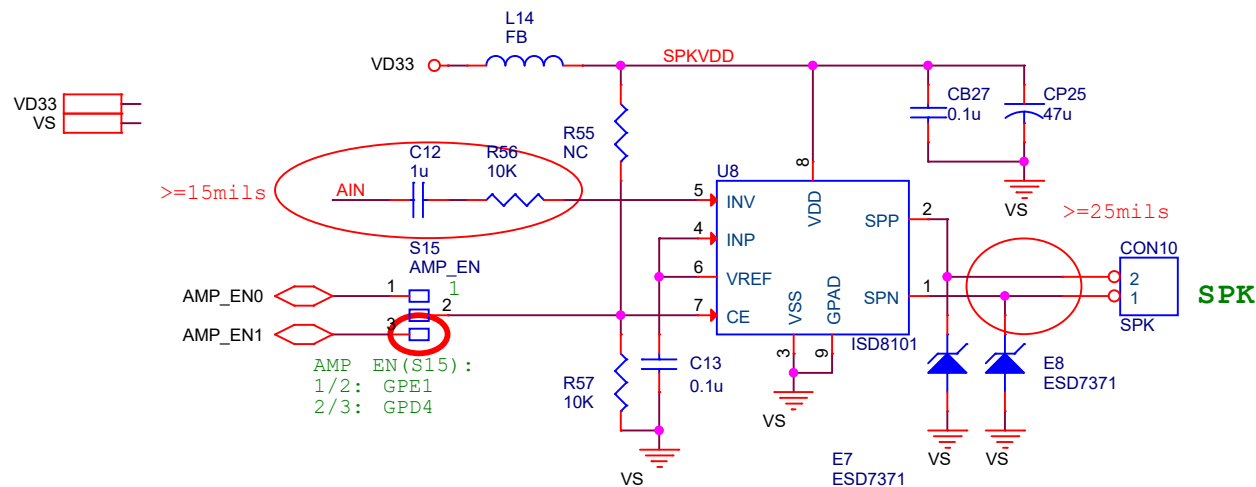 L14
FB
VD33
SPKVDD
VD33
VS
CB27
0.1u
CP25
47u
R55
NC
C12
1u
R56
10K
>=15mils
AIN
U8
8
VDD
5
INV
4
INP
6
VREF
7
CE
SPP
2
SPN
1
VSS
GPAD
3
9
ISD8101
VS
>=25mils
CON10
2
1
SPK
SPK
S15
AMP_EN
1
AMP_EN0
1
2
AMP_EN1
3
AMP EN(S15):
1/2: GPE1
2/3: GPD4
R57
10K
C13
0.1u
VS
VS
E8
ESD7371
VS
VS
E7
ESD7371